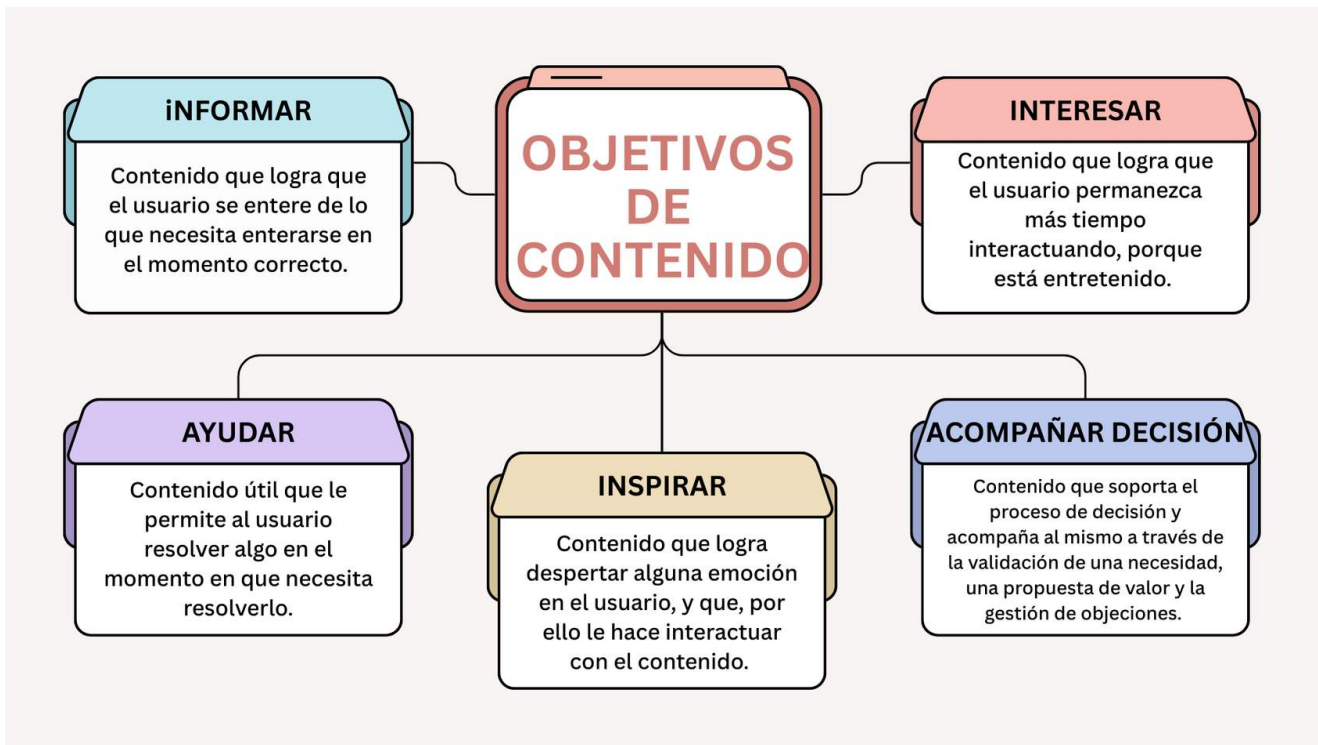 iNFORMAR
Contenido que logra que
el usuario se entere de lo
que necesita enterarse en
el momento correcto.
OBJETIVOS
DE
CONTENIDO
INTERESAR
Contenido que logra que
el usuario permanezca
más tiempo
interactuando, porque
está entretenido.
AYUDAR
Contenido útil que le
permite al usuario
resolver algo en el
momento en que necesita
resolverlo.
INSPIRAR
Contenido que logra
despertar alguna emoción
en el usuario, y que, por
ello le hace interactuar
con el contenido.
ACOMPAÑAR DECISIÓN
Contenido que soporta el
proceso de decisión y
acompaña al mismo a través de
la validación de una necesidad,
una propuesta de valor y la
gestión de objeciones.